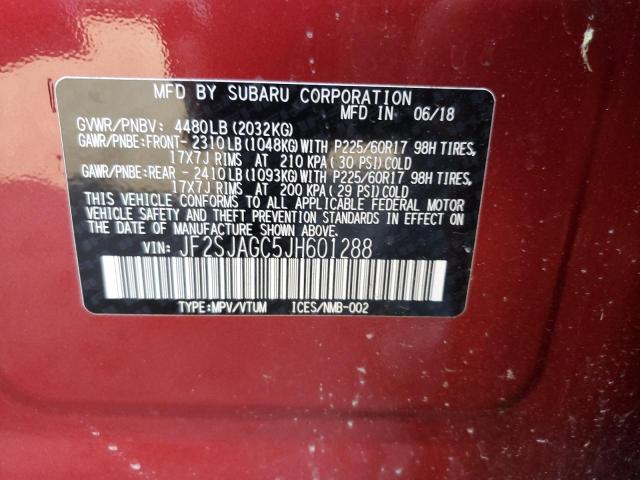 MFD BY SUBARU CORPORATION
MFD IN 06/18
GVWR/PNBV: 4480LB(2032KG)
GAWR/PNBE:FRONT- 2310LB(1048KG)WITH P225/60R17 98H TIRES,
17X7J RIMS AT 210 KPA(30 PSI)COLD
GAWR/PNBE:REAR - 2410LB(1093KG)WITH P225/60R17 98H TIRES,
17X7J RIMS AT 200 KPA(29 PSI)COLD
THIS VEHICLE CONFORMS TO ALL APPLICABLE FEDERAL MOTOR
VEHICLE SAFETY AND THEFT PREVENTION STANDARDS IN EFFECT
ON THE DATE OF MANUFACTURE SHOWN ABOVE.
VIN: JF2SJAGC5JH601288
TYPE:MPV/VTUM ICES/NMB-002